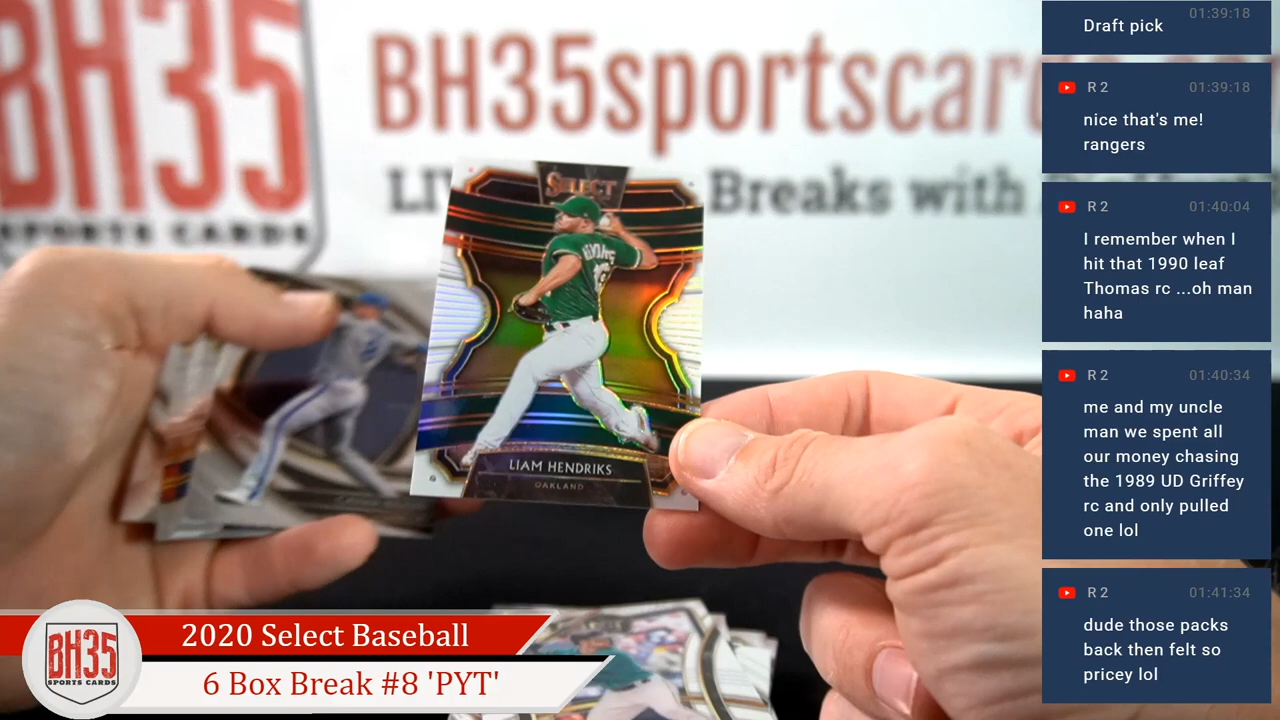 BH35
SPORTS CARDS
BH35sportscard
LI
Breaks with
SELECT
HENDRIKS
LIAM HENDRIKS
OAKLAND
BH35
SPORTS CARDS
2020 Select Baseball
6 Box Break #8 'PYT'
01:39:18
Draft pick
R 2
01:39:18
nice that's me!
rangers
R 2
01:40:04
I remember when I
hit that 1990 leaf
Thomas rc ...oh man
haha
R 2
01:40:34
me and my uncle
man we spent all
our money chasing
the 1989 UD Griffey
rc and only pulled
one lol
R 2
01:41:34
dude those packs
back then felt so
pricey lol